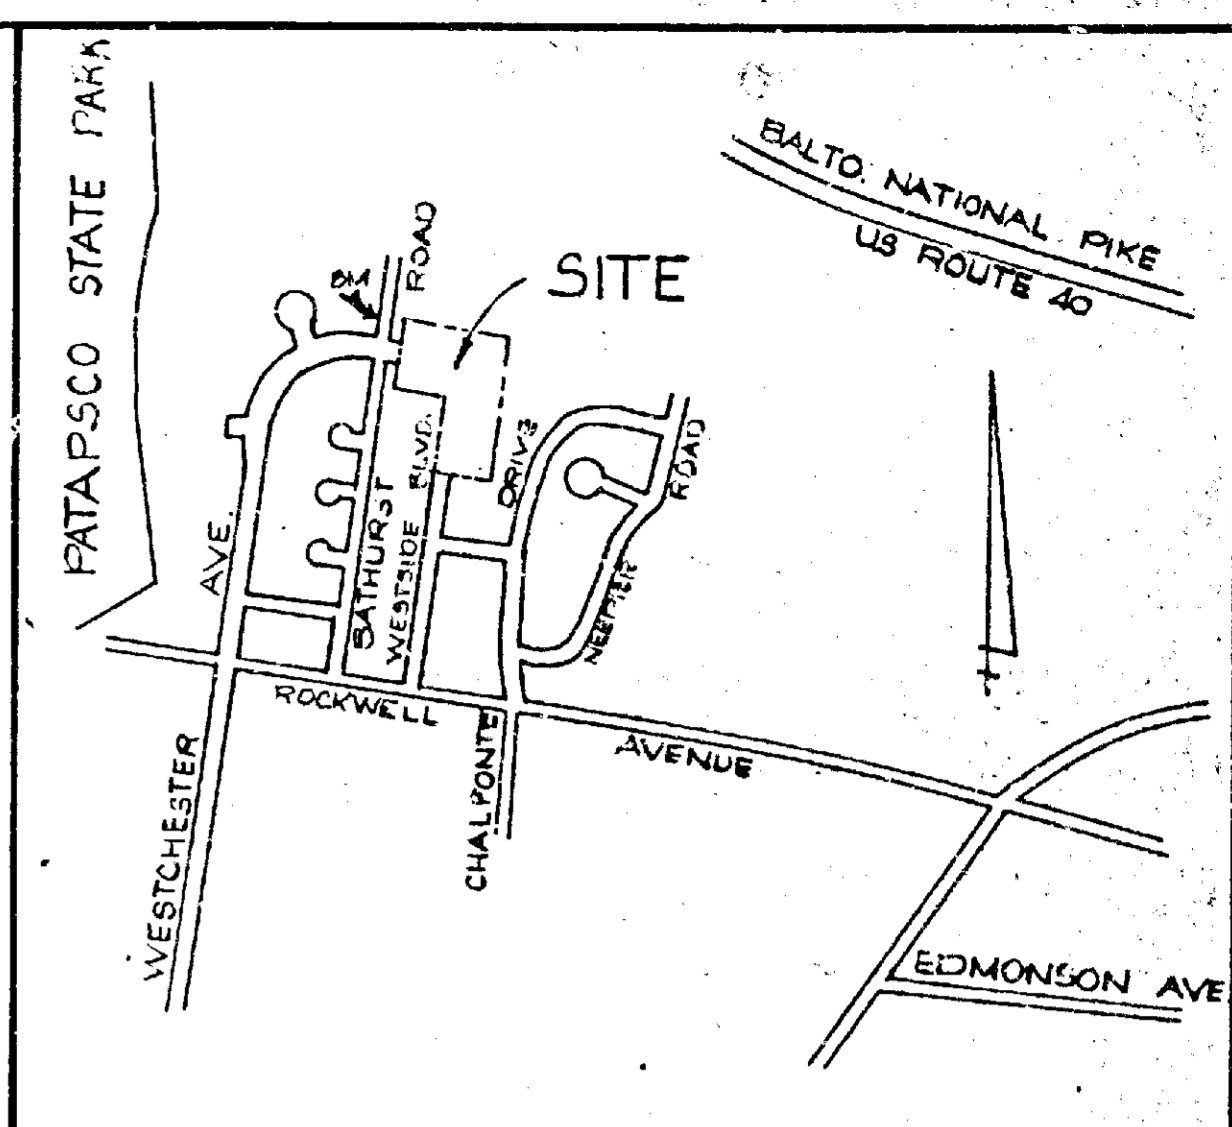 PATAPSCO STATE PARK
BALTO. NATIONAL PIKE
US ROUTE 40
ROAD
BM
SITE
BLVD.
DRIVE
ROAD
AVE.
BATHURST
WESTSIDE
ROCKWELL
CHALPONTE
AVENUE
WESTCHESTER
EDMONSON AVE